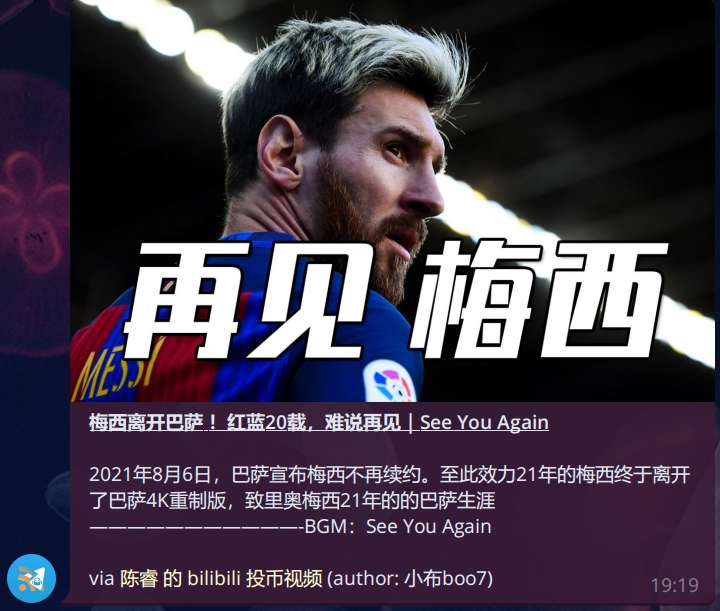 再见 梅西
MESSI
梅西离开巴萨 ！红蓝20载，难说再见 | See You Again
2021年8月6日，巴萨宣布梅西不再续约。至此效力21年的梅西终于离开
了巴萨4K重制版，致里奥梅西21年的的巴萨生涯
————————————-BGM：See You Again
via 陈睿 的 bilibili 投币视频 (author: 小布boo7)
19:19